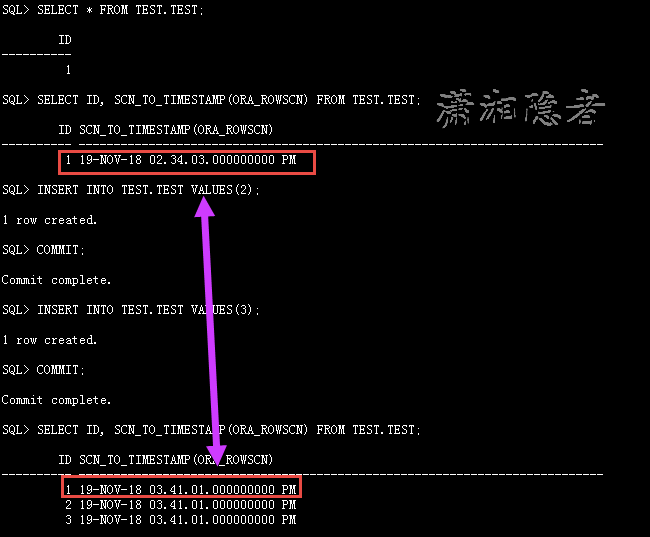 SQL> SELECT * FROM TEST.TEST;
ID
----------
1
SQL> SELECT ID, SCN_TO_TIMESTAMP(ORA_ROWSCN) FROM TEST.TEST;
潇湘隐者
ID SCN_TO_TIMESTAMP(ORA_ROWSCN)
---------- ---------------------------------------------------------------------------
1 19-NOV-18 02.34.03.000000000 PM
SQL> INSERT INTO TEST.TEST VALUES(2);
1 row created.
SQL> COMMIT;
Commit complete.
SQL> INSERT INTO TEST.TEST VALUES(3);
1 row created.
SQL> COMMIT;
Commit complete.
SQL> SELECT ID, SCN_TO_TIMESTAMP(ORA_ROWSCN) FROM TEST.TEST;
ID SCN_TO_TIMESTAMP(ORA_ROWSCN)
---------- ---------------------------------------------------------------------------
1 19-NOV-18 03.41.01.000000000 PM
2 19-NOV-18 03.41.01.000000000 PM
3 19-NOV-18 03.41.01.000000000 PM